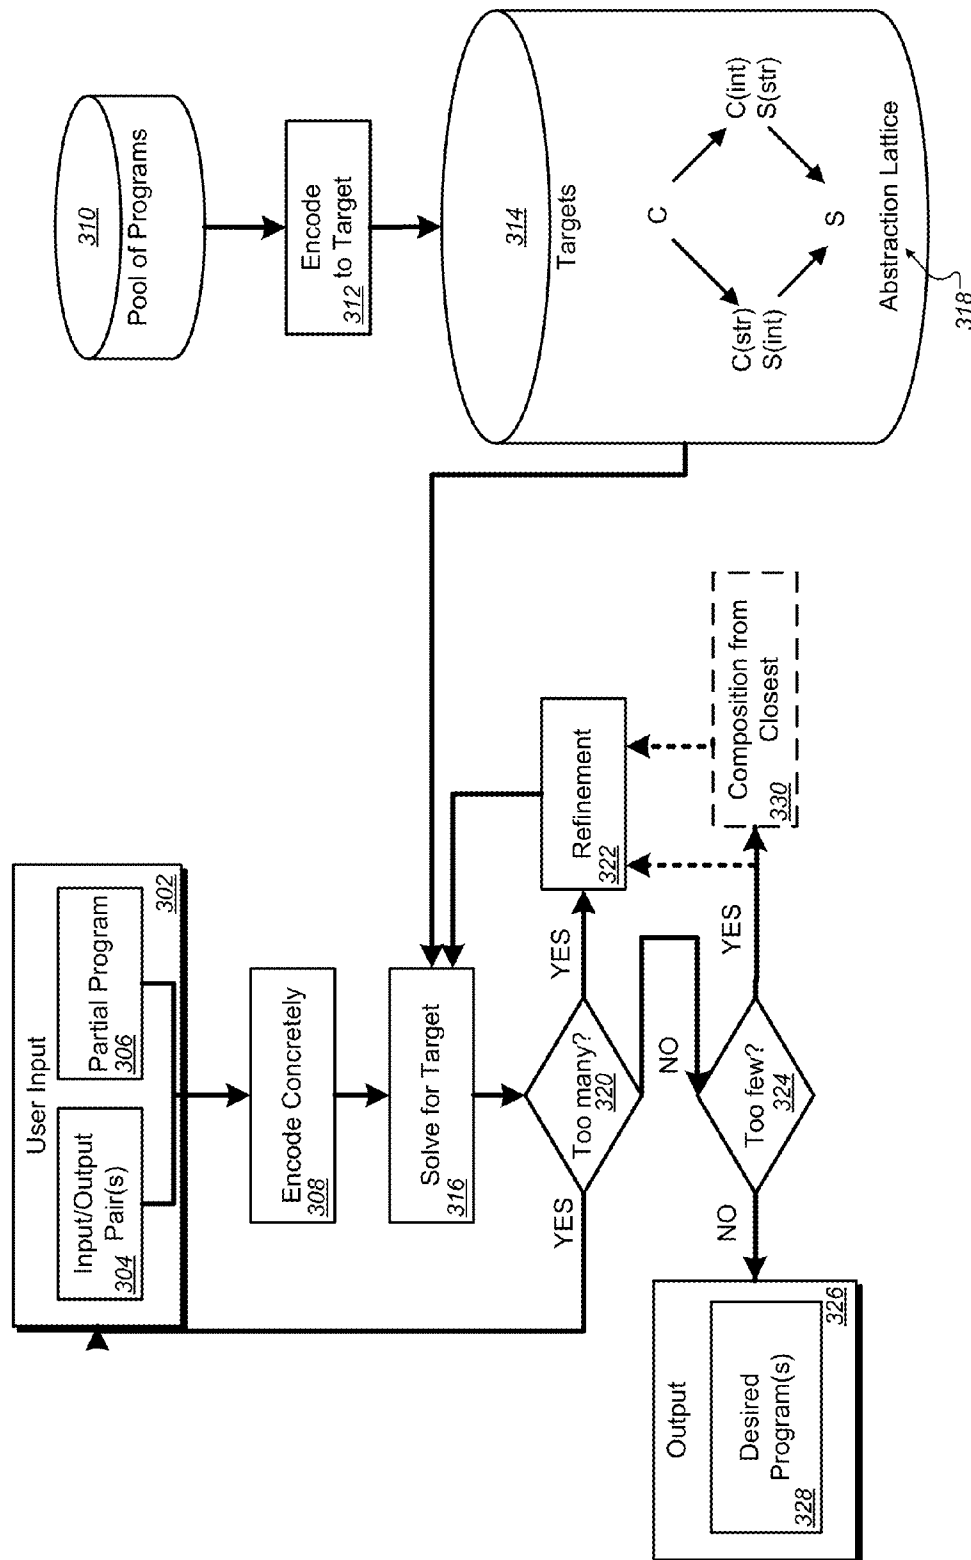 User Input
Input/Output
Pair(s)
304
Partial Program
306
302
Encode Concretely
308
Solve for Target
316
Too many?
320
YES
YES
NO
Refinement
322
Too few?
324
YES
NO
Composition from
Closest
330
Output
Desired
Program(s)
328
326
310
Pool of Programs
Encode
to Target
312
314
Targets
C
C(str)
S(int)
C(int)
S(str)
S
Abstraction Lattice
318